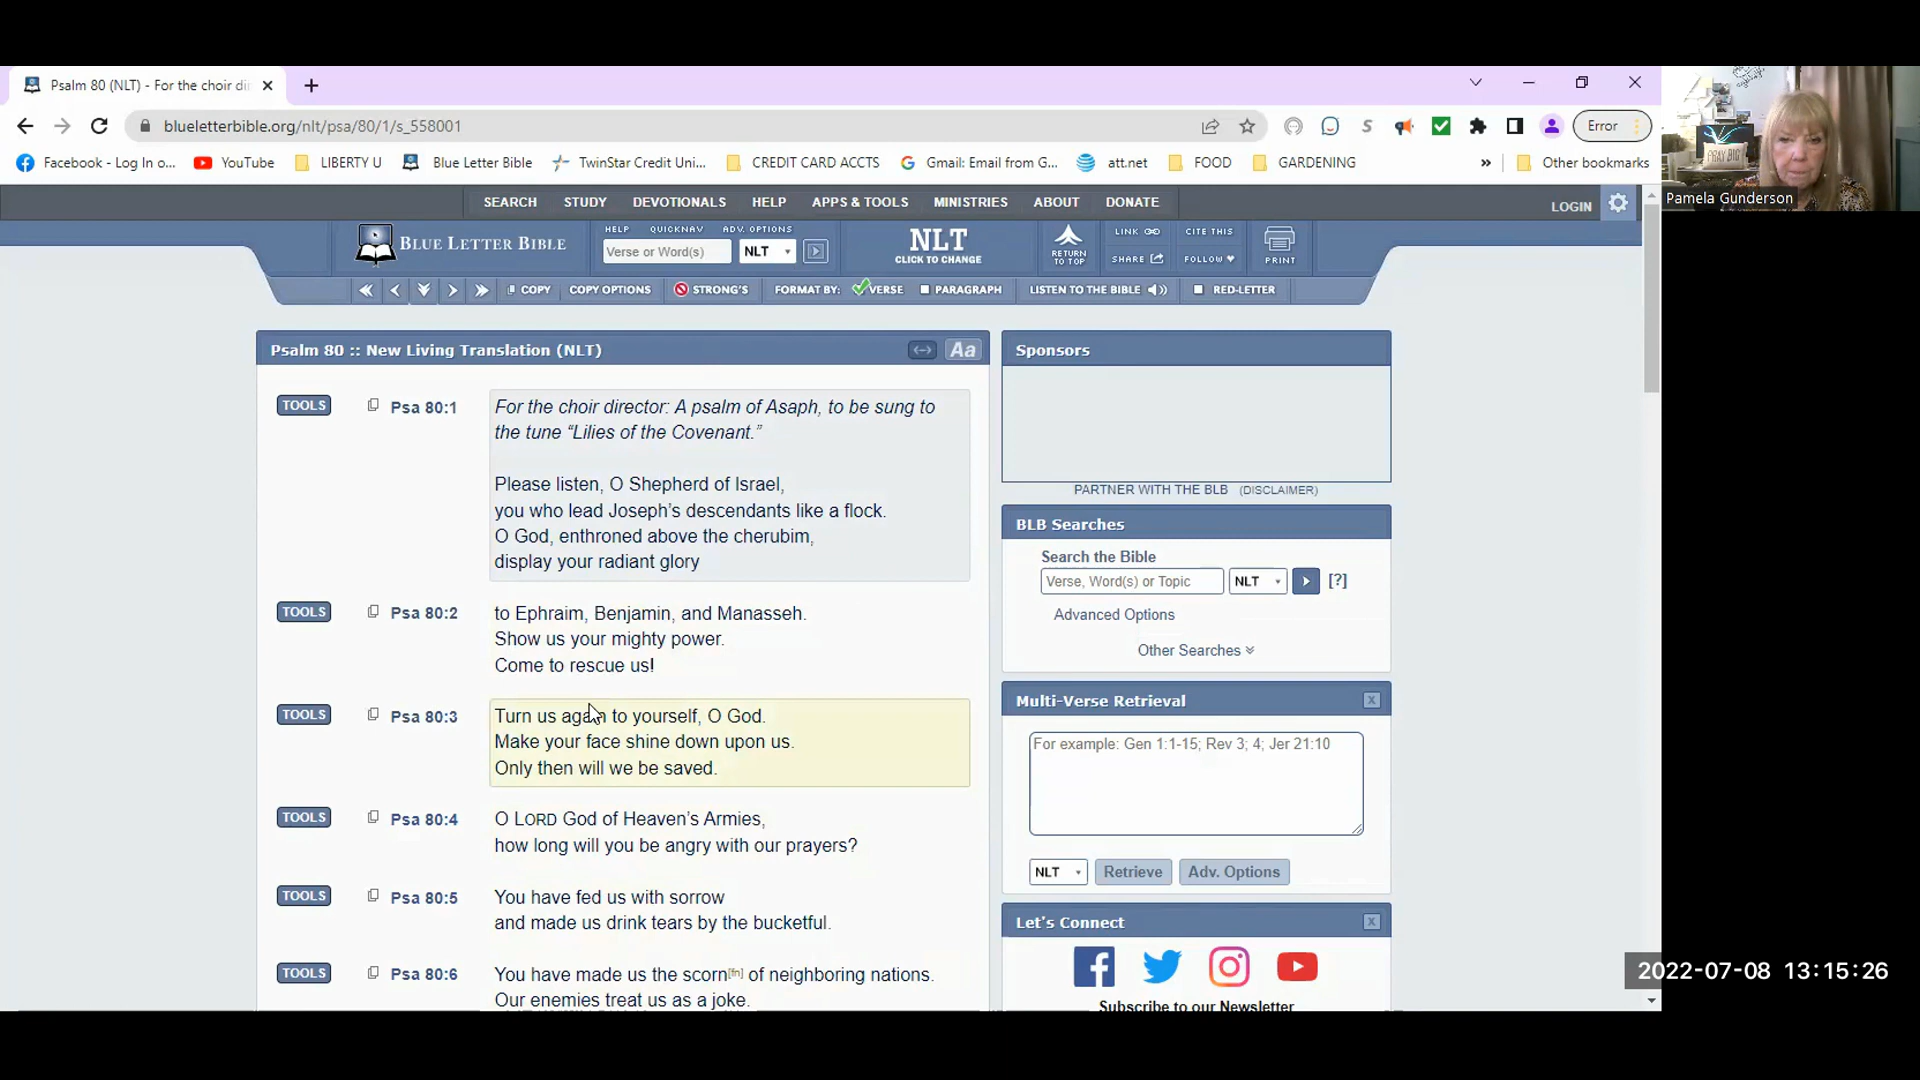 Psalm 80 (NLT) - For the choir di
blueletterbible.org/nlt/psa/80/1/s_558001
Error
Facebook - Log In o...
YouTube
LIBERTY U
Blue Letter Bible
TwinStar Credit Uni...
CREDIT CARD ACCTS
Gmail: Email from G...
att.net
FOOD
GARDENING
»
Other bookmarks
PRAY BIG
Pamela Gunderson
SEARCH STUDY DEVOTIONALS HELP APPS & TOOLS MINISTRIES ABOUT DONATE
LOGIN
BLUE LETTER BIBLE
HELP QUICKNAV ADV. OPTIONS
Verse or Word(s) NLT
NLT
CLICK TO CHANGE
RETURN
TO TOP
LINK CITE THIS
SHARE FOLLOW
PRINT
COPY COPY OPTIONS STRONG'S FORMAT BY: VERSE PARAGRAPH LISTEN TO THE BIBLE RED-LETTER
Psalm 80 :: New Living Translation (NLT)
Aa
TOOLS Psa 80:1 For the choir director: A psalm of Asaph, to be sung to
the tune “Lilies of the Covenant.”
Please listen, O Shepherd of Israel,
you who lead Joseph’s descendants like a flock.
O God, enthroned above the cherubim,
display your radiant glory
TOOLS Psa 80:2 to Ephraim, Benjamin, and Manasseh.
Show us your mighty power.
Come to rescue us!
TOOLS Psa 80:3 Turn us again to yourself, O God.
Make your face shine down upon us.
Only then will we be saved.
TOOLS Psa 80:4 O LORD God of Heaven’s Armies,
how long will you be angry with our prayers?
TOOLS Psa 80:5 You have fed us with sorrow
and made us drink tears by the bucketful.
TOOLS Psa 80:6 You have made us the scorn[fn] of neighboring nations.
Our enemies treat us as a joke.
Sponsors
PARTNER WITH THE BLB (DISCLAIMER)
BLB Searches
Search the Bible
Verse, Word(s) or Topic NLT [?]
Advanced Options
Other Searches
Multi-Verse Retrieval
For example: Gen 1:1-15; Rev 3; 4; Jer 21:10
NLT Retrieve Adv. Options
Let's Connect
Subscribe to our Newsletter
2022-07-08 13:15:26